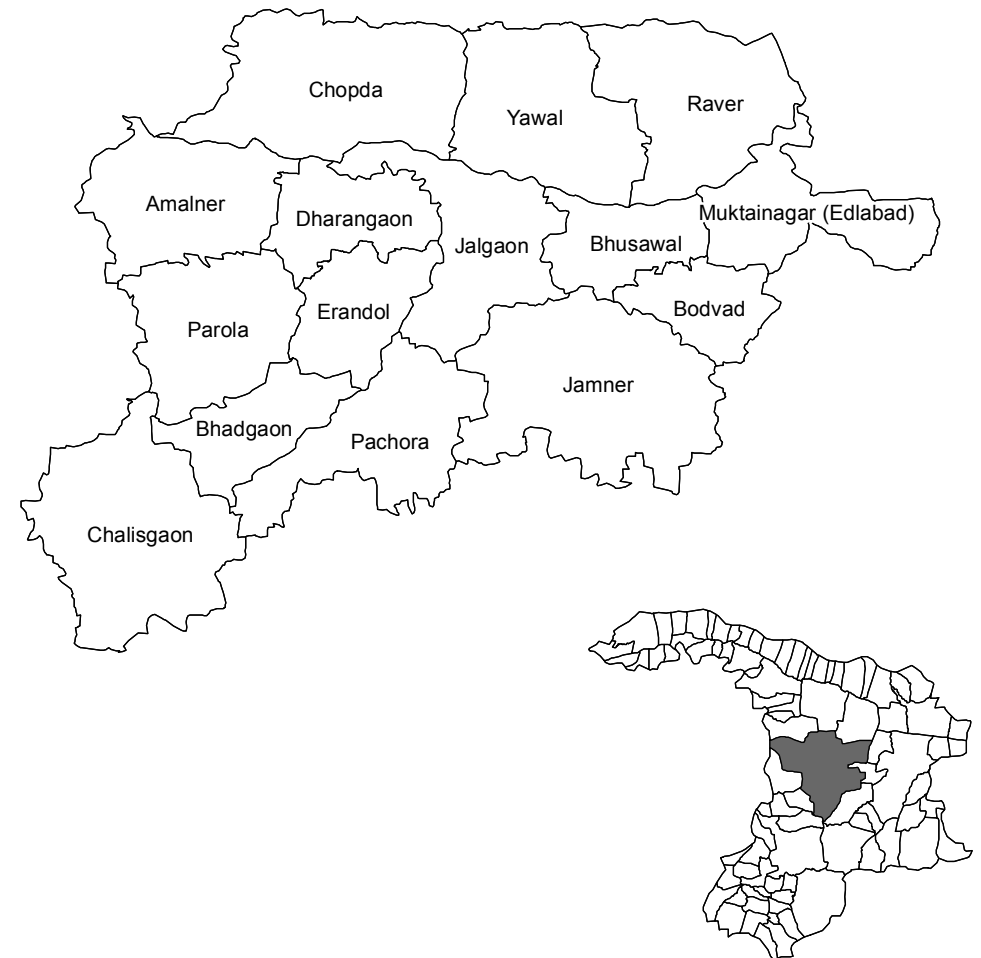 Chopda
Yawal
Raver
Amalner
Dharangaon
Muktainagar (Edlabad)
Jalgaon
Bhusawal
Erandol
Bodvad
Parola
Jamner
Bhadgaon
Pachora
Chalisgaon